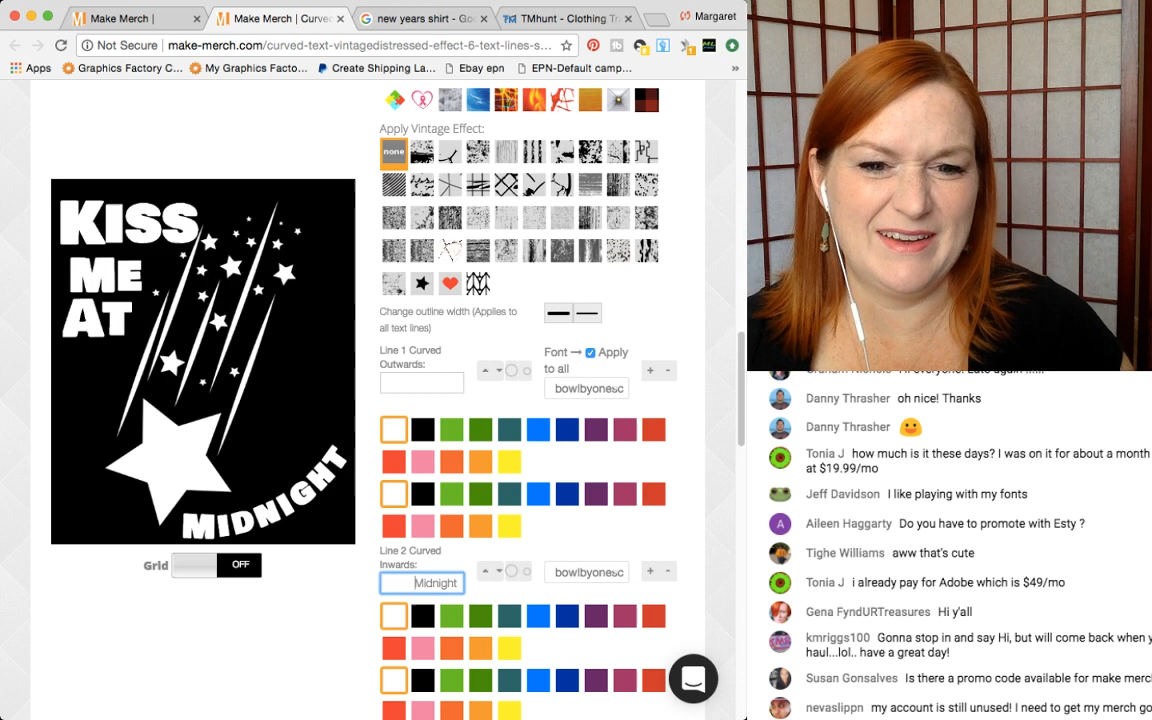 Make Merch |
Make Merch | Curve
new years shirt - Go
TMhunt - Clothing Tr
Margaret
Not Secure
make-merch.com/curved-text-vintagedistressed-effect-6-text-lines-s...
Apps
Graphics Factory C...
My Graphics Facto...
Create Shipping La...
Ebay epn
EPN-Default camp...
»
Apply Vintage Effect:
none
KISS
ME
AT
MIDNIGHT
Grid
OFF
Change outline width (Applies to
all text lines)
Line 1 Curved
Outwards:
Font → Apply
to all
bowlbyonesc
+ -
Line 2 Curved
Inwards:
Midnight
bowlbyonesc
+ -
Danny Thrasher oh nice! Thanks
Danny Thrasher
Tonia J how much is it these days? I was on it for about a month
at $19.99/mo
Jeff Davidson I like playing with my fonts
Aileen Haggarty Do you have to promote with Esty ?
Tighe Williams aww that's cute
Tonia J i already pay for Adobe which is $49/mo
Gena FyndURTreasures Hi y'all
kmriggs100 Gonna stop in and say Hi, but will come back when y
haul...lol.. have a great day!
Susan Gonsalves Is there a promo code available for make merc
nevaslippn my account is still unused! I need to get my merch go